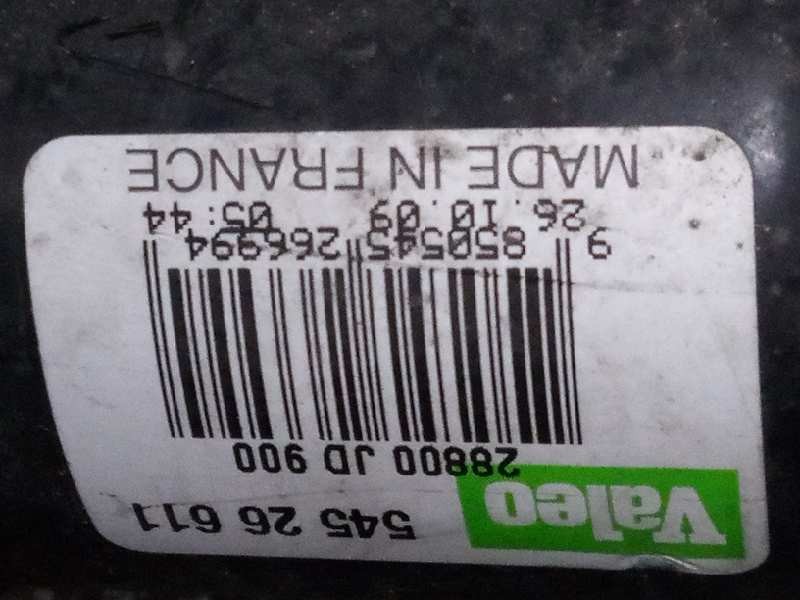 Valeo 545 26 611
28800 JD 900
9 850545 266994
26.10.09 05:44
MADE IN FRANCE